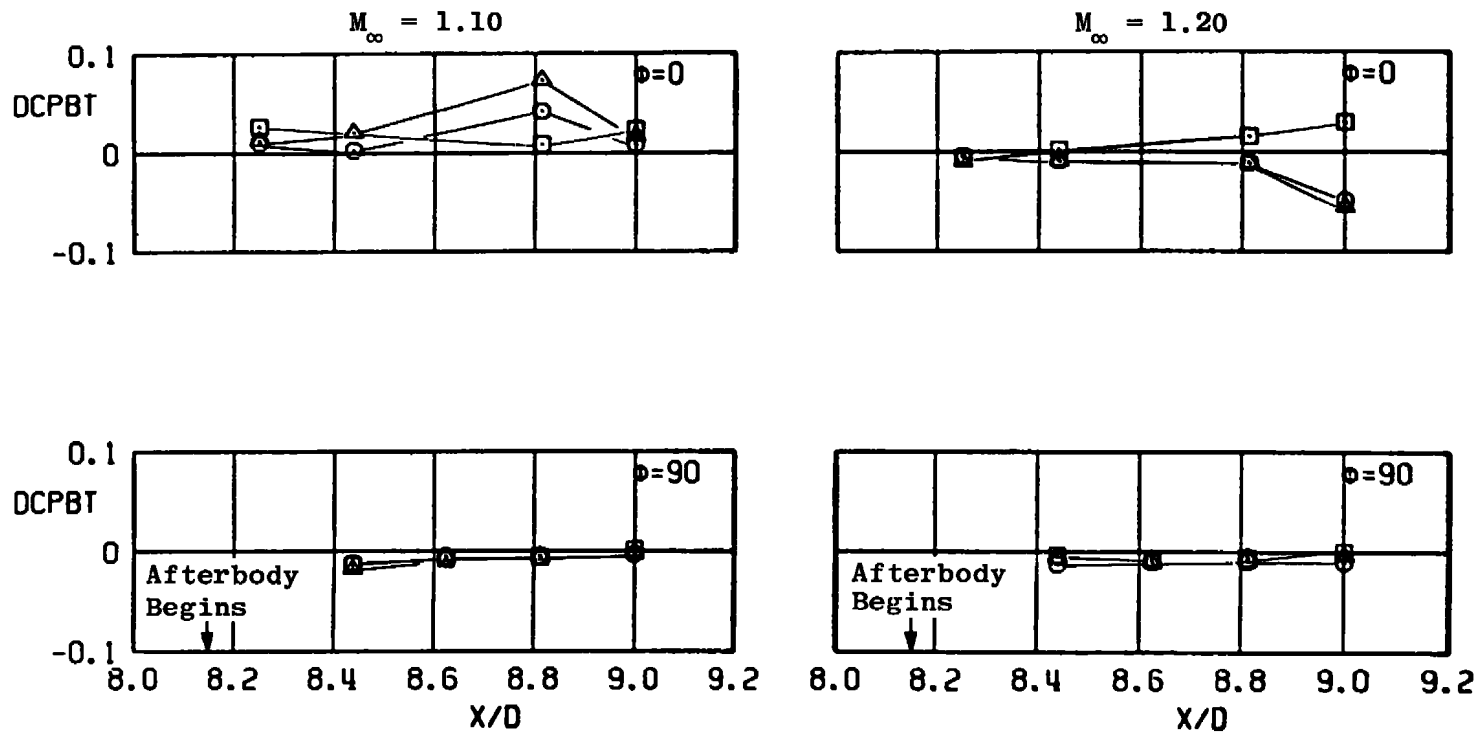 M∞ = 1.10
M∞ = 1.20
0.1
DCPBT
0
-0.1
Φ=0
Φ=0
0.1
DCPBT
0
-0.1
Φ=90
Φ=90
Afterbody
Begins
Afterbody
Begins
8.0 8.2 8.4 8.6 8.8 9.0 9.2
X/D
8.0 8.2 8.4 8.6 8.8 9.0 9.2
X/D